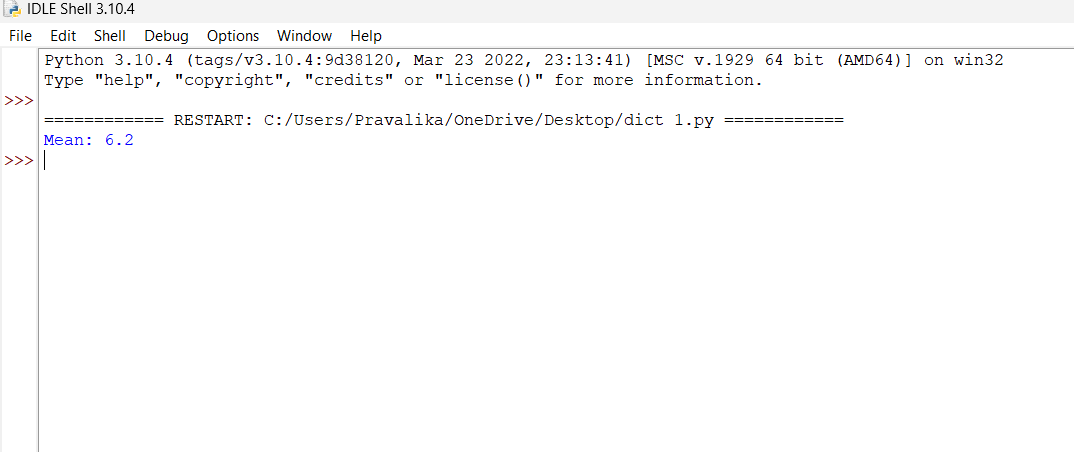 IDLE Shell 3.10.4
File Edit Shell Debug Options Window Help
Python 3.10.4 (tags/v3.10.4:9d38120, Mar 23 2022, 23:13:41) [MSC v.1929 64 bit (AMD64)] on win32
Type "help", "copyright", "credits" or "license()" for more information.
>>>
============ RESTART: C:/Users/Pravalika/OneDrive/Desktop/dict 1.py ============
Mean: 6.2
>>>